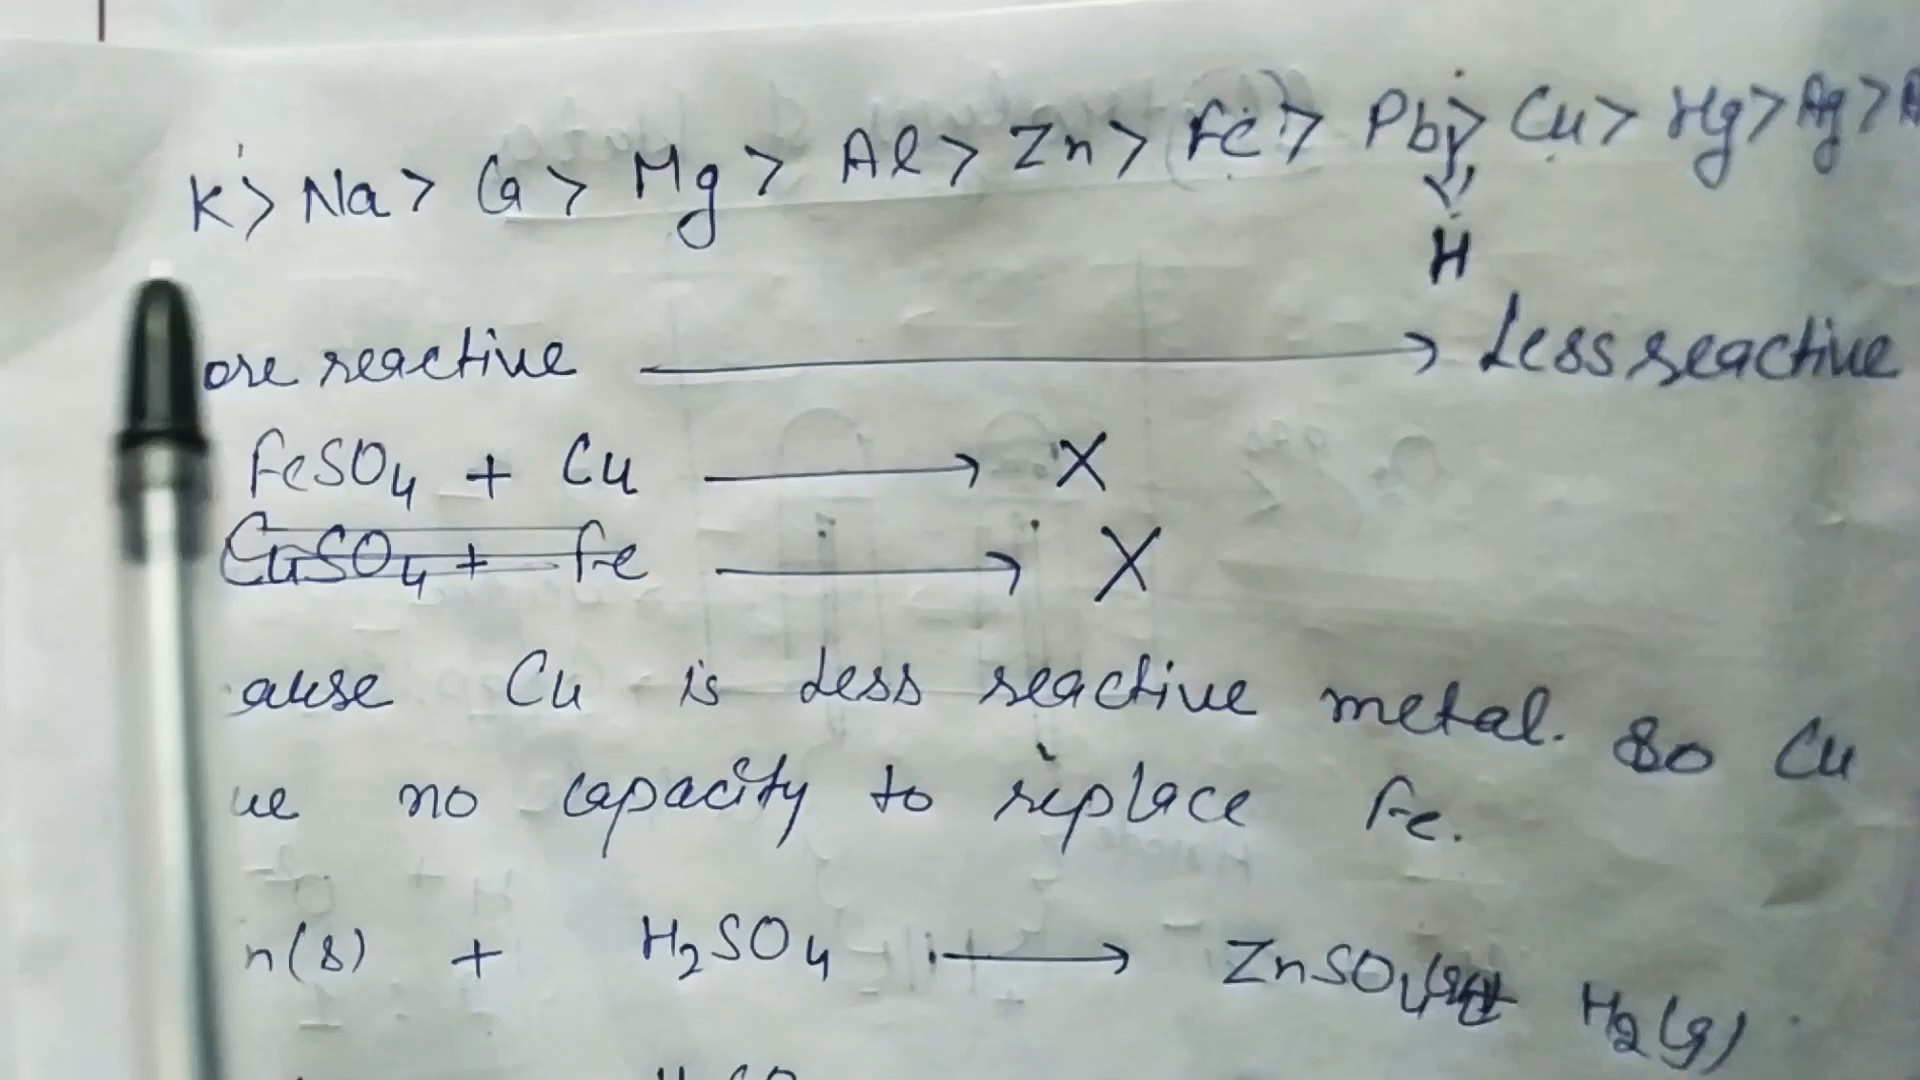 K > Na > Ca > Mg > Al > Zn > Fe > Pb > Cu > Hg > Ag > A
H
ore reactive → Less reactive
FeSO4 + Cu → X
CuSO4 + Fe → X
ause Cu is Less reactive metal. So Cu
ve no capacity to replace Fe.
n(s) + H2SO4 → ZnSO4 H2(g)